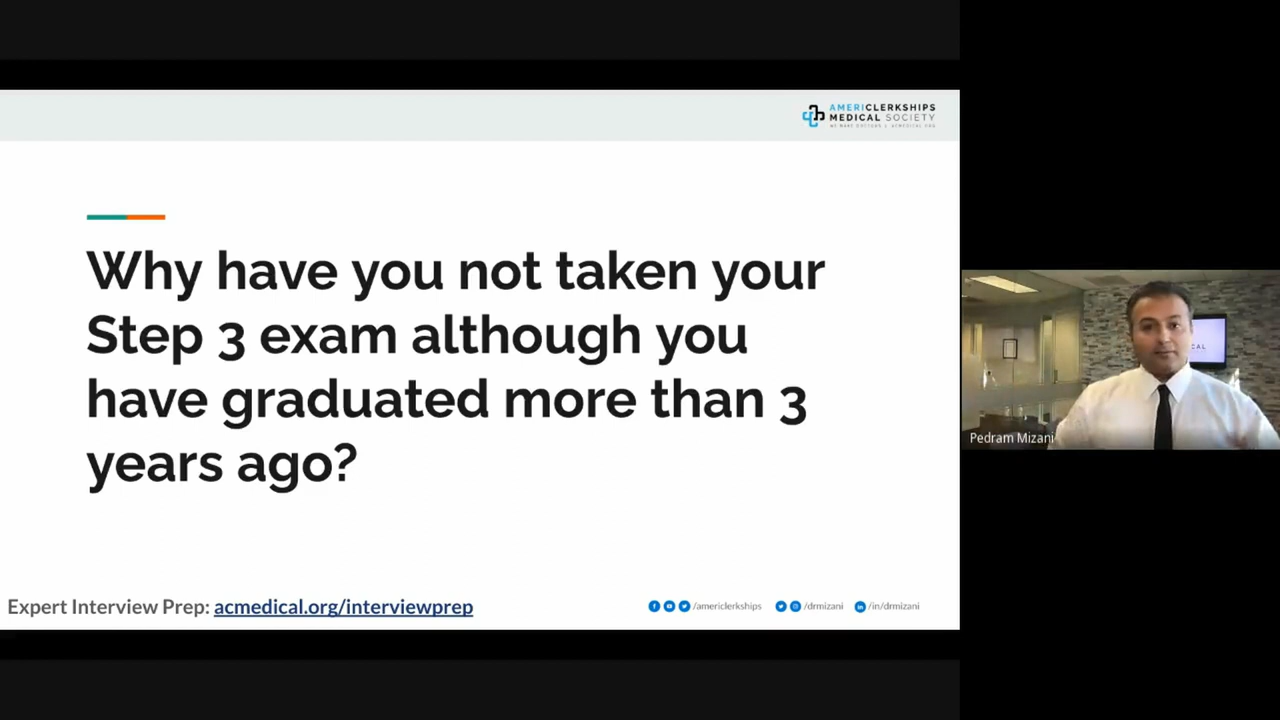 AMERICLERKSHIPS
MEDICAL SOCIETY
Why have you not taken your
Step 3 exam although you
have graduated more than 3
years ago?
CAL
Pedram Mizani
Expert Interview Prep: acmedical.org/interviewprep
/americlerkships
/drmizani
/in/drmizani